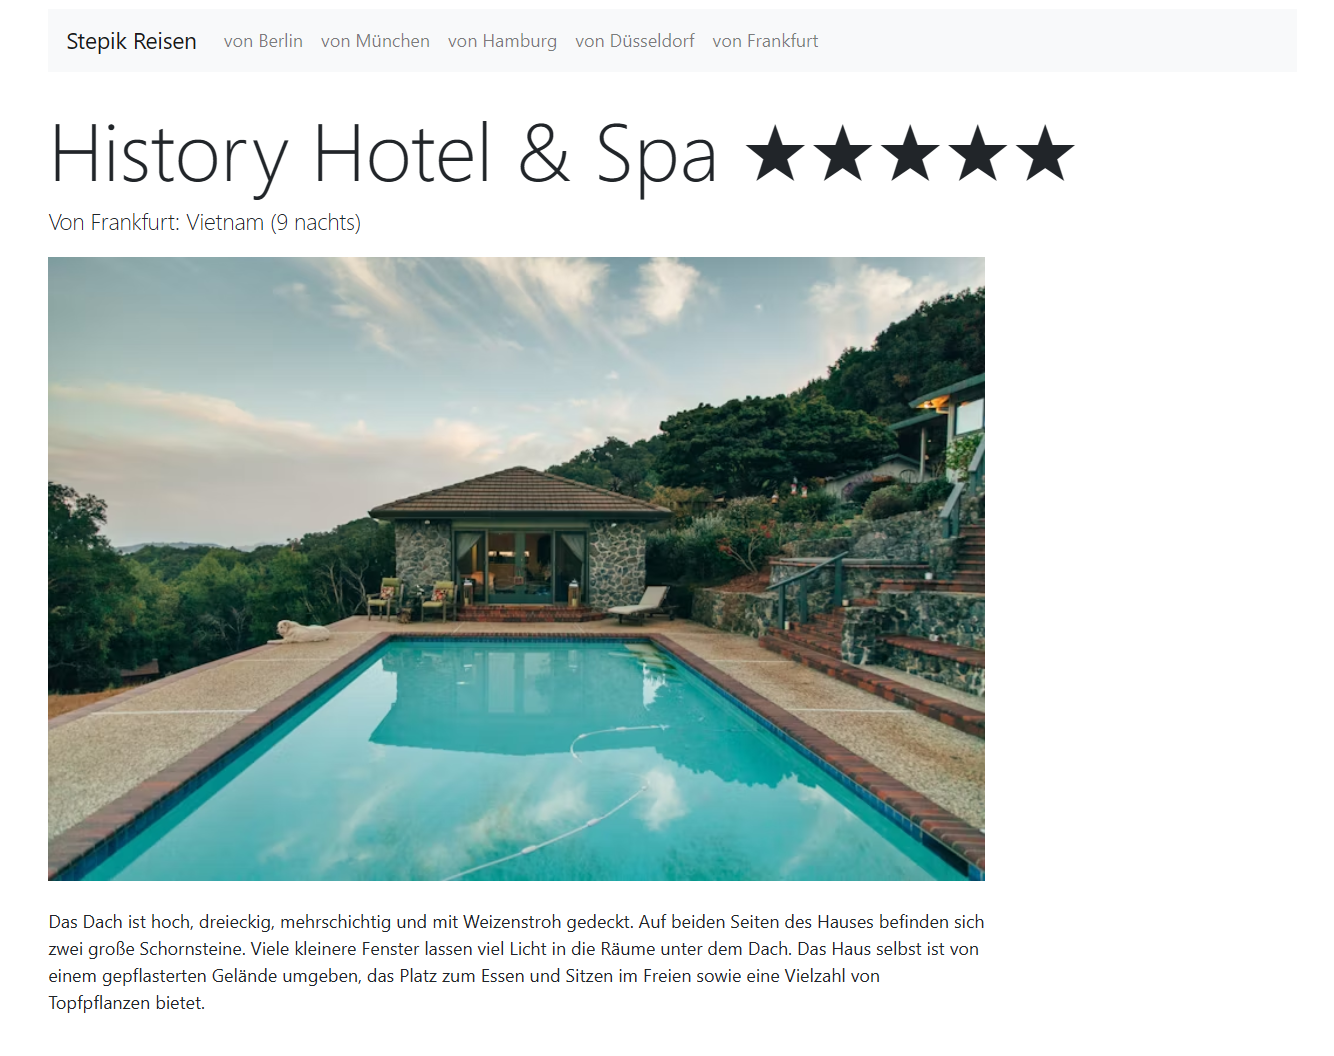 Stepik Reisen von Berlin von München von Hamburg von Düsseldorf von Frankfurt
History Hotel & Spa ★★★★★
Von Frankfurt: Vietnam (9 nachts)
Das Dach ist hoch, dreieckig, mehrschichtig und mit Weizenstroh gedeckt. Auf beiden Seiten des Hauses befinden sich
zwei große Schornsteine. Viele kleinere Fenster lassen viel Licht in die Räume unter dem Dach. Das Haus selbst ist von
einem gepflasterten Gelände umgeben, das Platz zum Essen und Sitzen im Freien sowie eine Vielzahl von
Topfpflanzen bietet.